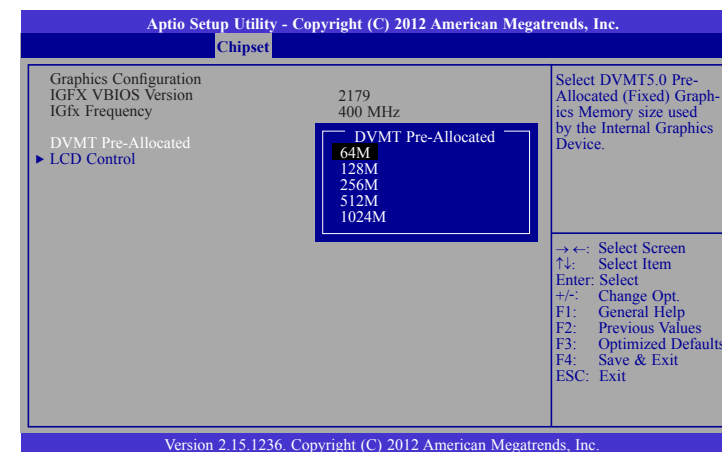 Aptio Setup Utility - Copyright (C) 2012 American Megatrends, Inc.
Chipset
Graphics Configuration
IGFX VBIOS Version 2179
IGfx Frequency 400 MHz
DVMT Pre-Allocated
► LCD Control
DVMT Pre-Allocated
64M
128M
256M
512M
1024M
Select DVMT5.0 Pre-
Allocated (Fixed) Graph-
ics Memory size used
by the Internal Graphics
Device.
→ ←: Select Screen
↑↓: Select Item
Enter: Select
+/-: Change Opt.
F1: General Help
F2: Previous Values
F3: Optimized Defaults
F4: Save & Exit
ESC: Exit
Version 2.15.1236. Copyright (C) 2012 American Megatrends, Inc.